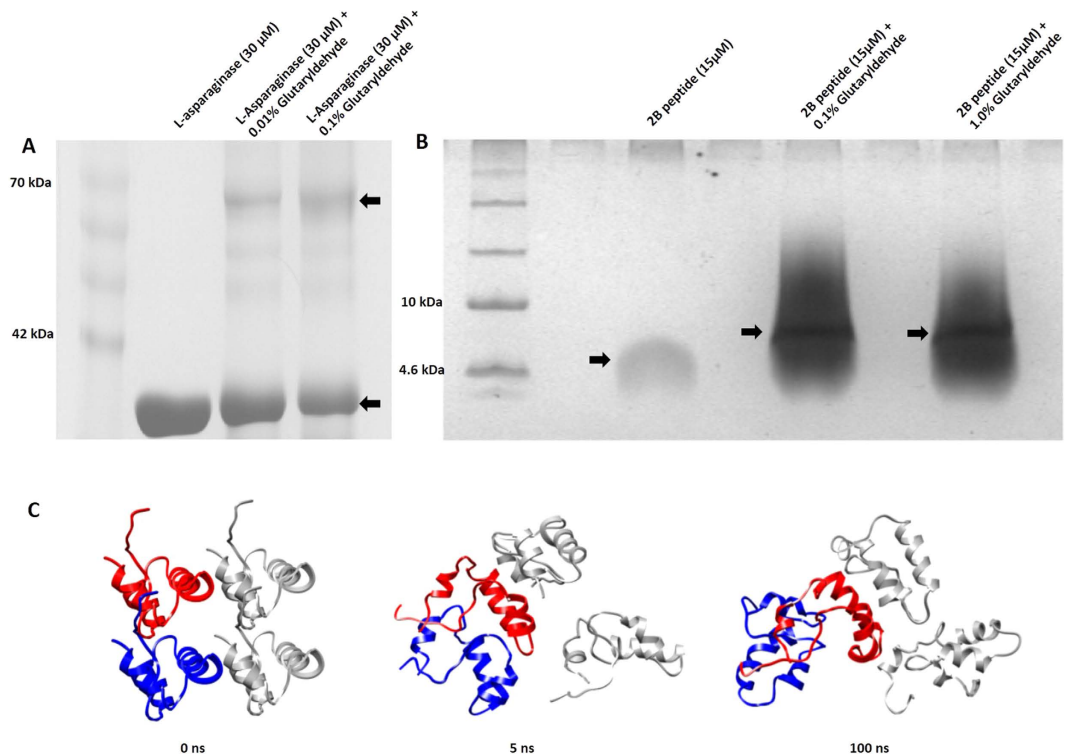 L-asparaginase (30 µM)
L-Asparaginase (30 µM) +
0.01% Glutaryldehyde
L-Asparaginase (30 µM) +
0.1% Glutaryldehyde
2B peptide (15µM)
2B peptide (15µM) +
0.1% Glutaryldehyde
2B peptide (15µM) +
1.0% Glutaryldehyde
A
70 kDa
42 kDa
B
10 kDa
4.6 kDa
C
0 ns
5 ns
100 ns